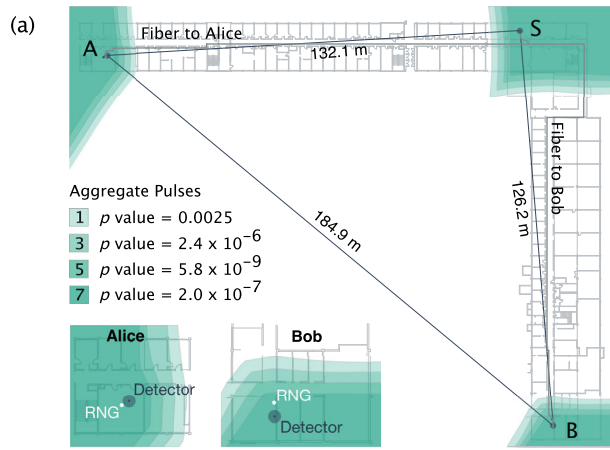 (a)
A
Fiber to Alice
132.1 m
S
Fiber to Bob
126.2 m
184.9 m
Aggregate Pulses
1 p value = 0.0025
3 p value = 2.4 x 10⁻⁶
5 p value = 5.8 x 10⁻⁹
7 p value = 2.0 x 10⁻⁷
Alice
Detector
RNG
Bob
RNG
Detector
B